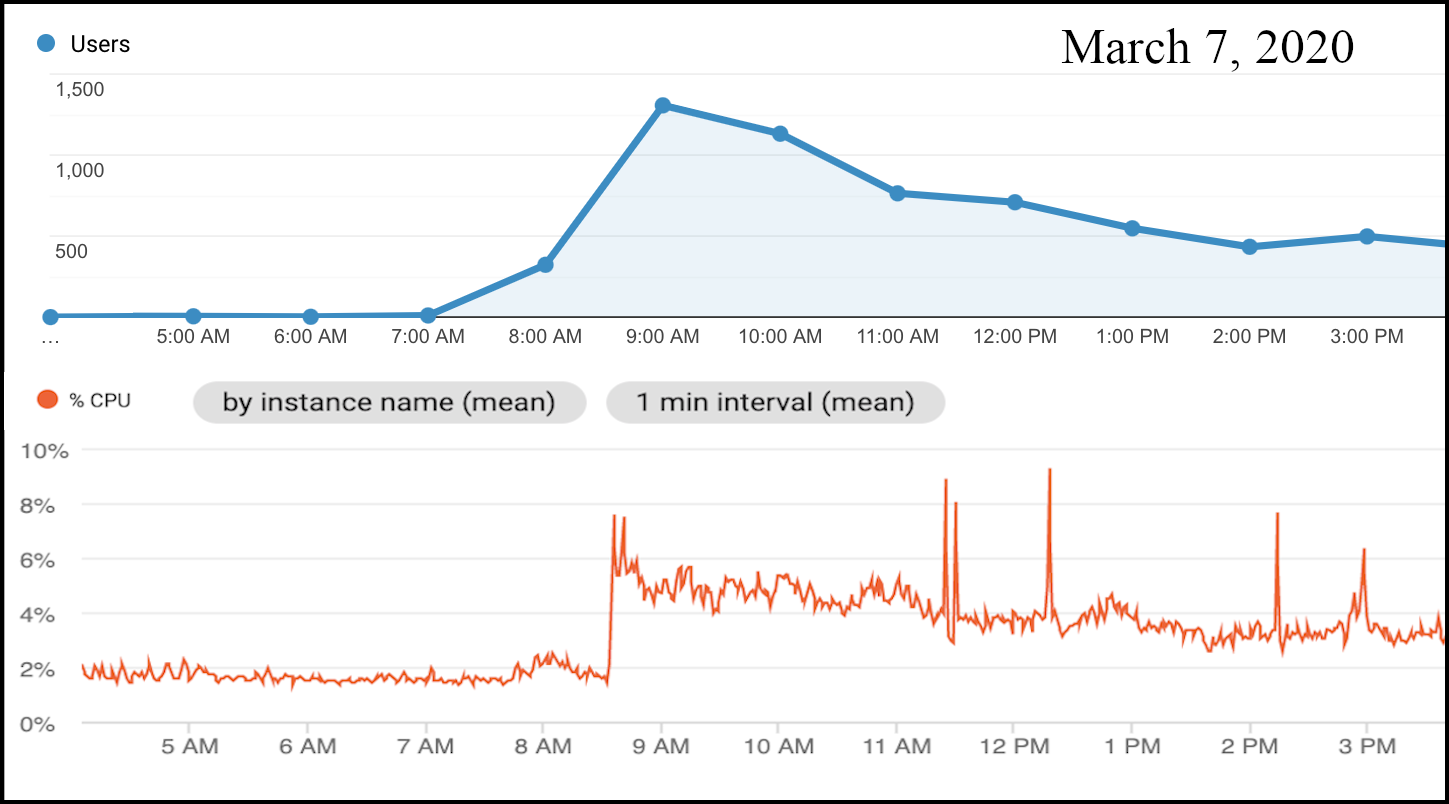 Users
March 7, 2020
1,500
1,000
500
... 5:00 AM 6:00 AM 7:00 AM 8:00 AM 9:00 AM 10:00 AM 11:00 AM 12:00 PM 1:00 PM 2:00 PM 3:00 PM
% CPU by instance name (mean) 1 min interval (mean)
10%
8%
6%
4%
2%
0%
5 AM 6 AM 7 AM 8 AM 9 AM 10 AM 11 AM 12 PM 1 PM 2 PM 3 PM